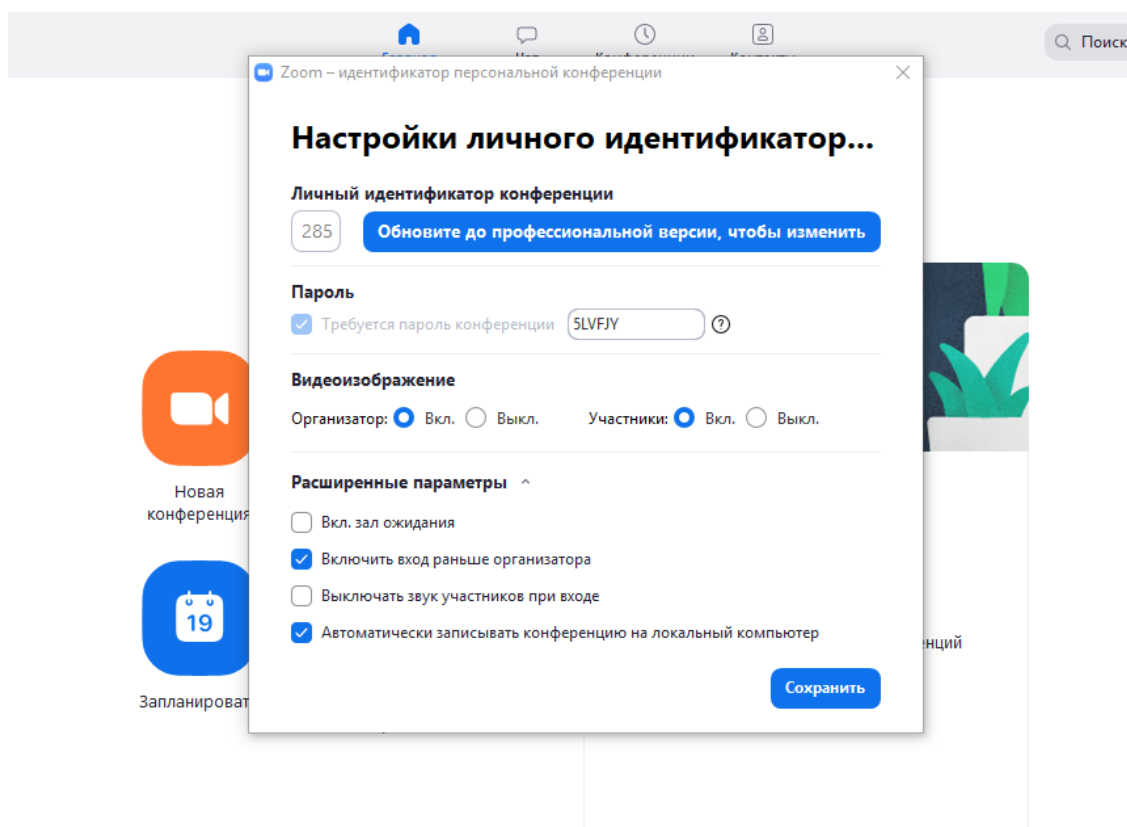 Поиск
Zoom – идентификатор персональной конференции
Настройки личного идентификатор...
Личный идентификатор конференции
285
Обновите до профессиональной версии, чтобы изменить
Пароль
Требуется пароль конференции 5LVFJY
Видеоизображение
Организатор: Вкл. Выкл. Участники: Вкл. Выкл.
Расширенные параметры
Вкл. зал ожидания
Включить вход раньше организатора
Выключать звук участников при входе
Автоматически записывать конференцию на локальный компьютер
Сохранить
Новая
конференция
19
Запланироват
нций